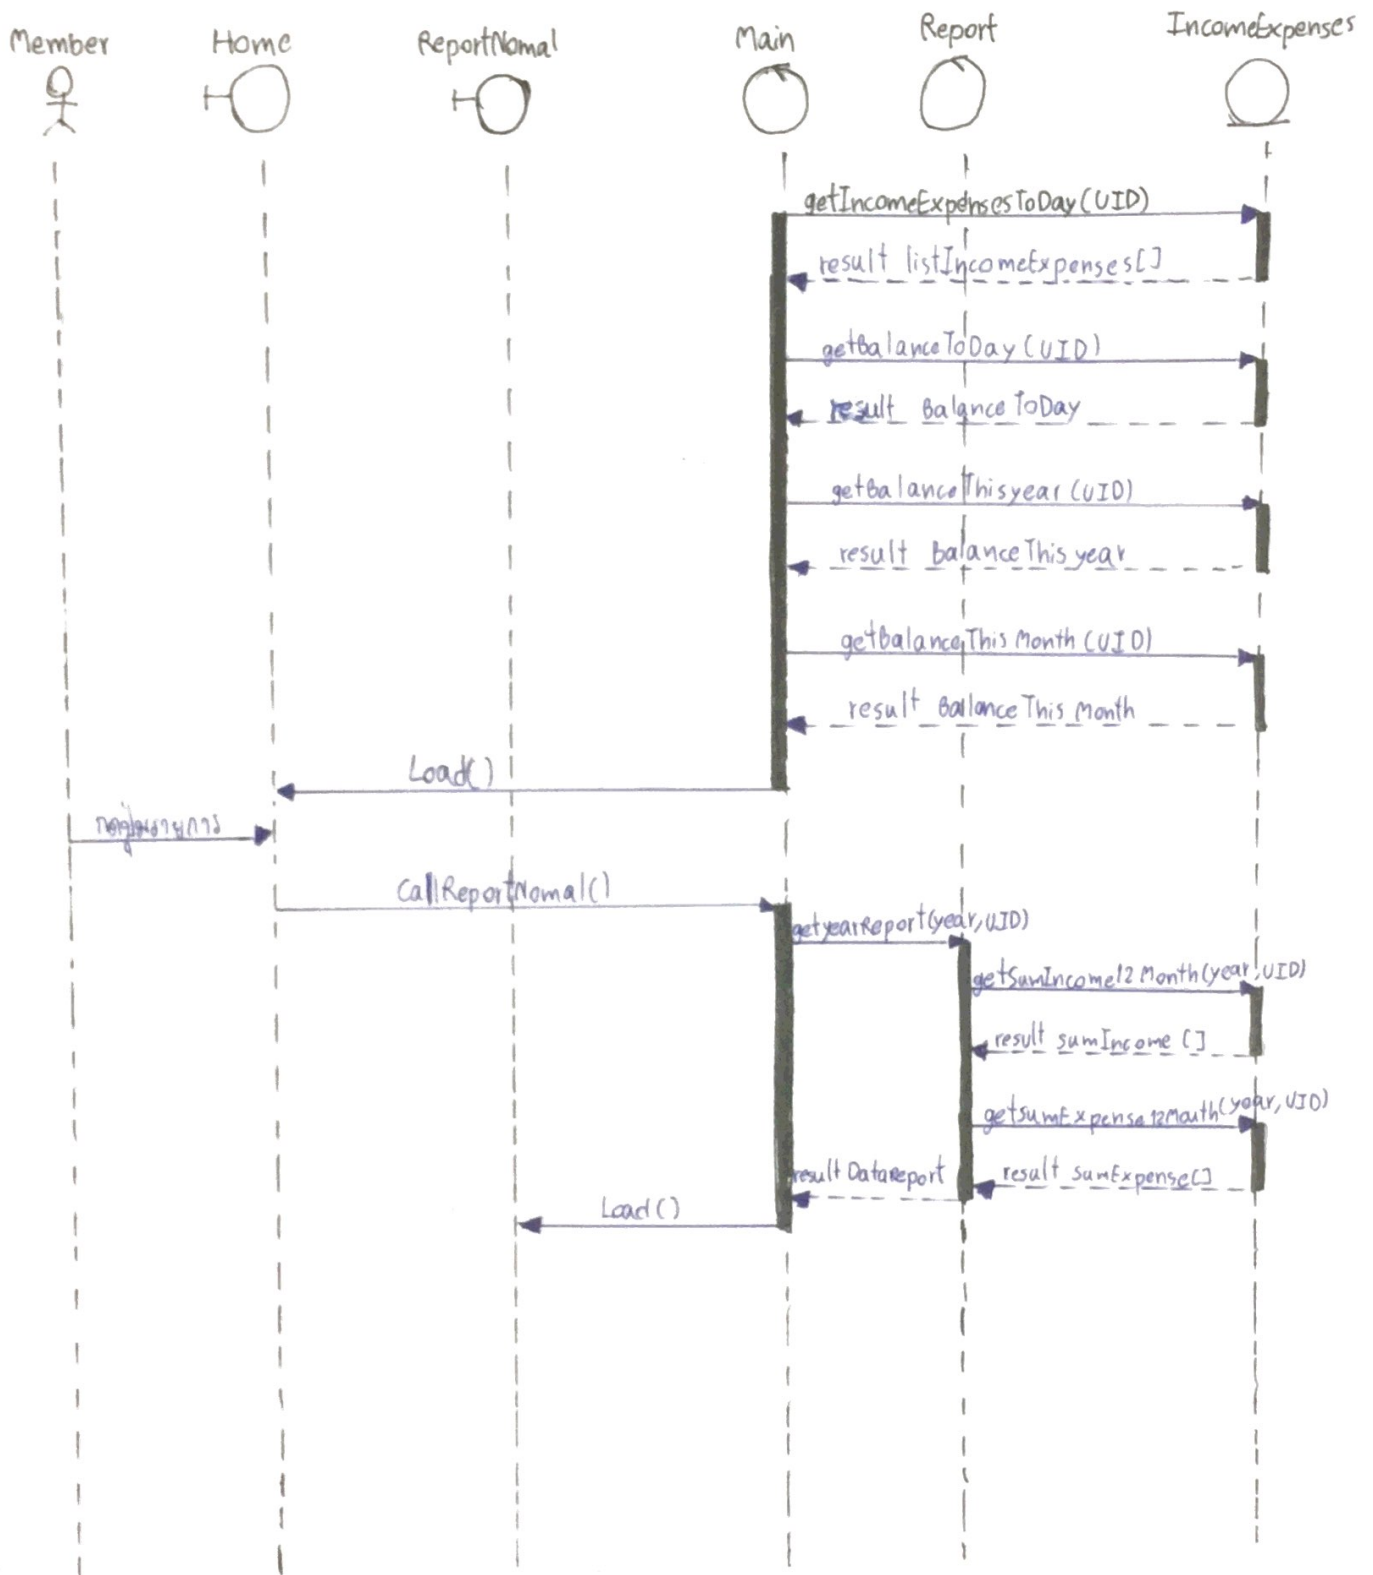 Member
Home
ReportNomal
Main
Report
IncomeExpenses
getIncomeExpensesToDay(UID)
result listIncomeExpenses[]
getBalanceToDay(UID)
result BalanceToDay
getBalanceThisyear(UID)
result BalanceThisyear
getBalanceThisMonth(UID)
result BallanceThisMonth
Load()
CallReportNomal()
getyearReport(year,UID)
getSumIncome12Month(year,UID)
result sumIncome []
getSumExpense12Month(year,UID)
result DataReport
result sumExpense[]
Load()